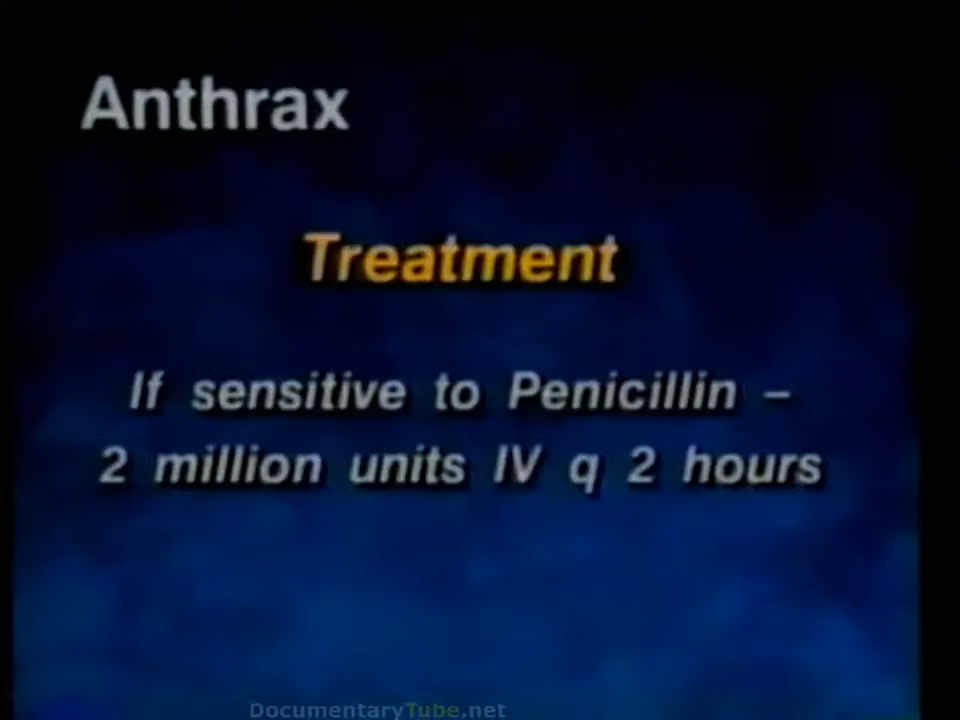 Anthrax
Treatment
If sensitive to Penicillin –
2 million units IV q 2 hours
DocumentaryTube.net